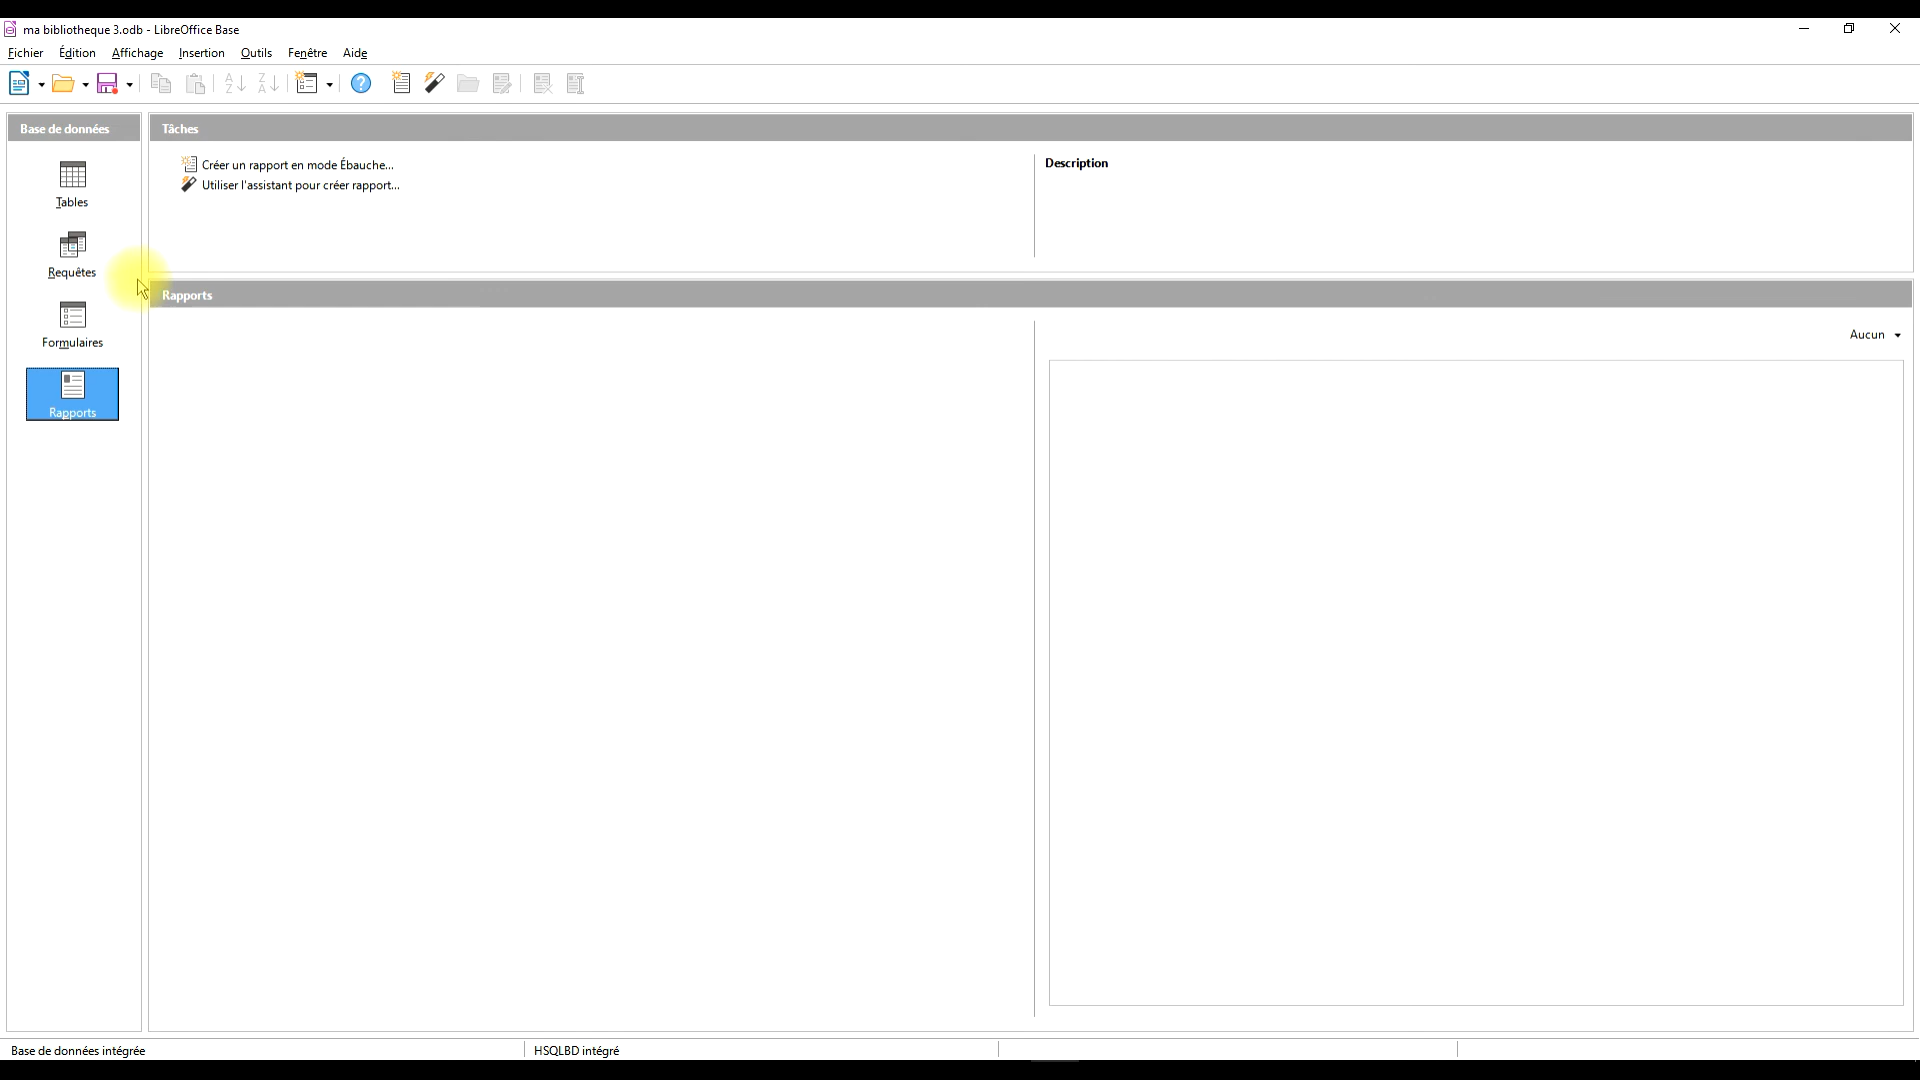 ma bibliotheque 3.odb - LibreOffice Base
Fichier Édition Affichage Insertion Outils Fenêtre Aide
Base de données
Tâches
Créer un rapport en mode Ébauche...
Utiliser l'assistant pour créer rapport...
Description
Tables
Requêtes
Formulaires
Rapports
Rapports
Aucun
Base de données intégrée
HSQLBD intégré